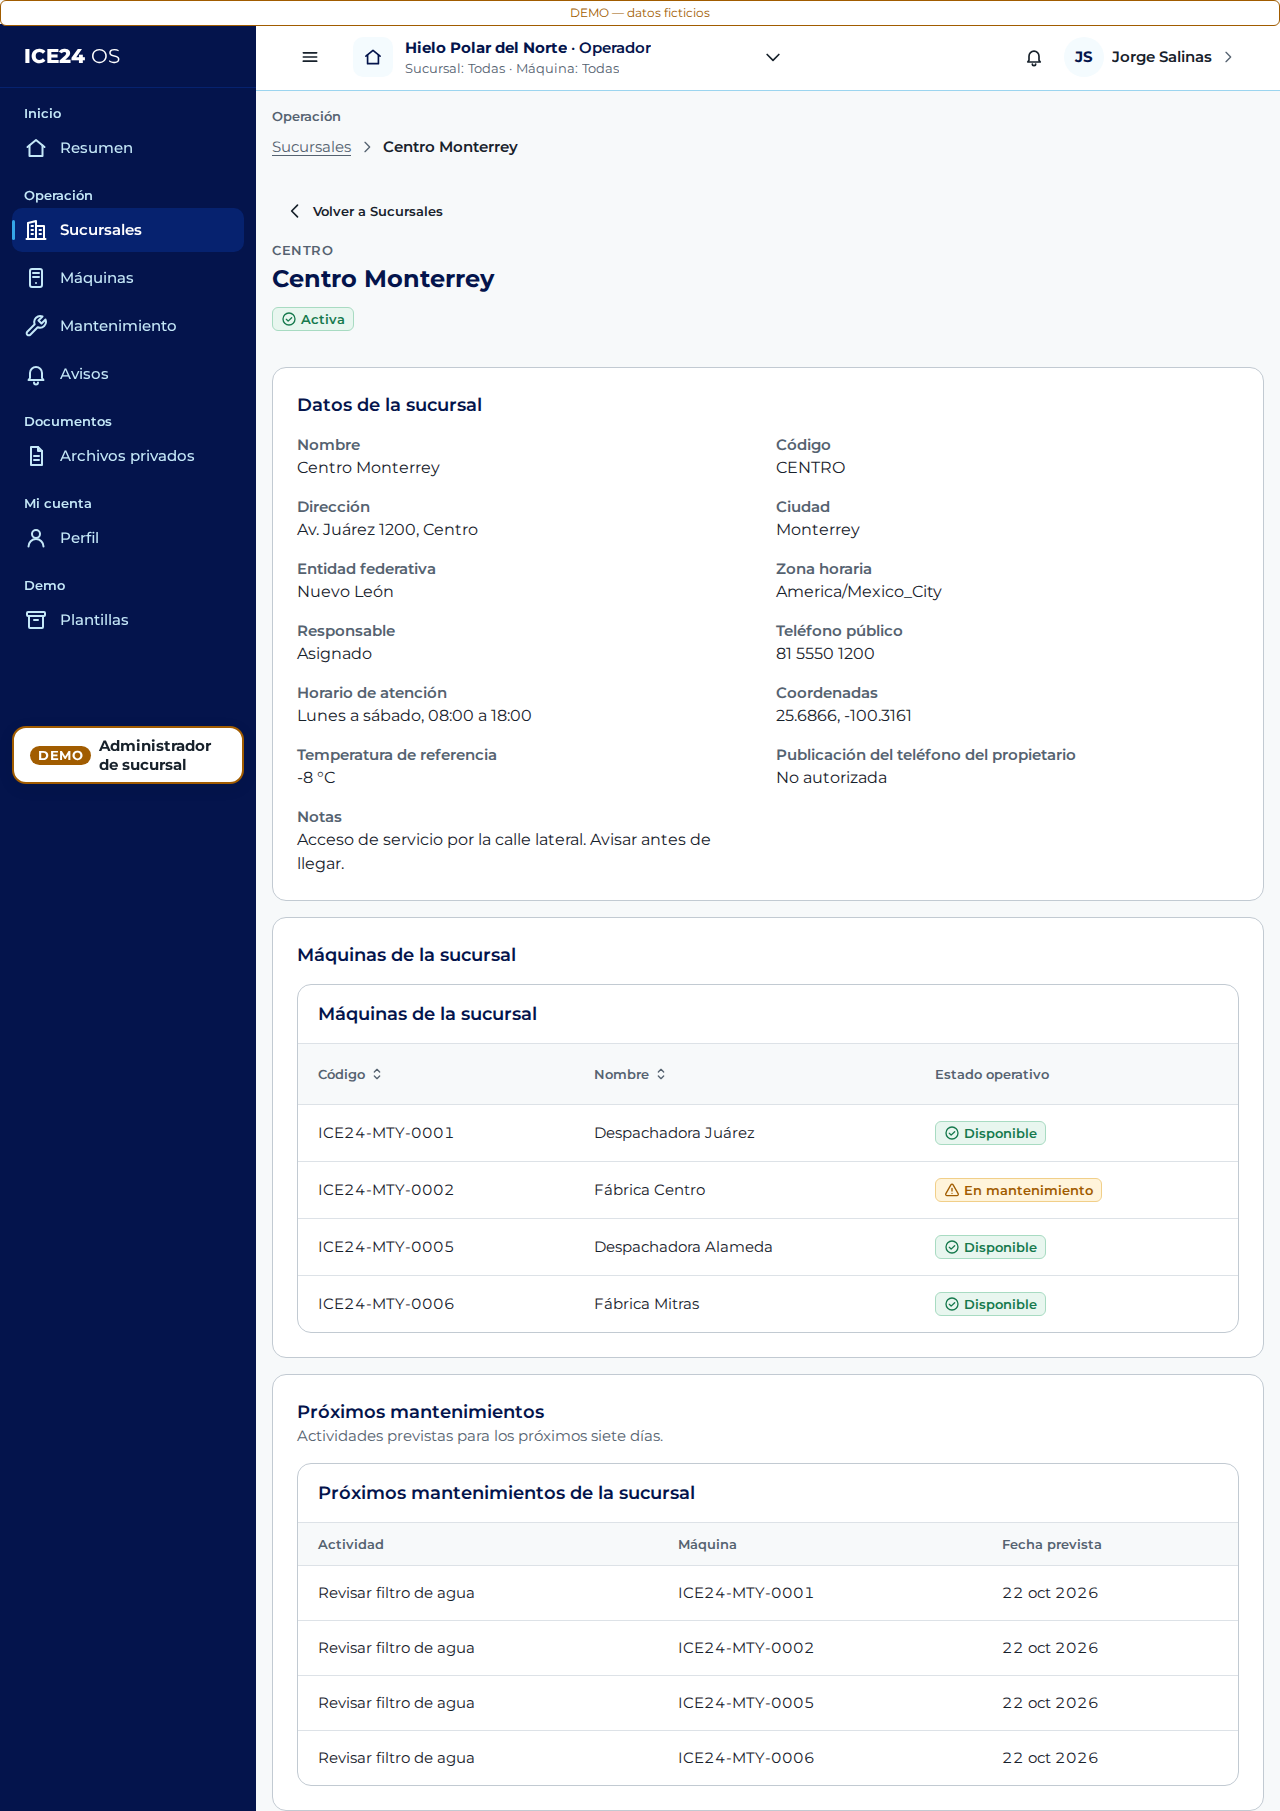 DEMO — datos ficticios
ICE24 OS
Inicio
Resumen
Operación
Sucursales
Máquinas
Mantenimiento
Avisos
Documentos
Archivos privados
Mi cuenta
Perfil
Demo
Plantillas
DEMO
Administrador
de sucursal
Hielo Polar del Norte · Operador
Sucursal: Todas · Máquina: Todas
JS Jorge Salinas
Operación
Sucursales
Centro Monterrey
Volver a Sucursales
CENTRO
Centro Monterrey
Activa
Datos de la sucursal
Nombre
Centro Monterrey
Código
CENTRO
Dirección
Av. Juárez 1200, Centro
Ciudad
Monterrey
Entidad federativa
Nuevo León
Zona horaria
America/Mexico_City
Responsable
Asignado
Teléfono público
81 5550 1200
Horario de atención
Lunes a sábado, 08:00 a 18:00
Coordenadas
25.6866, -100.3161
Temperatura de referencia
-8 °C
Publicación del teléfono del propietario
No autorizada
Notas
Acceso de servicio por la calle lateral. Avisar antes de
llegar.
Máquinas de la sucursal
Máquinas de la sucursal
Código Nombre Estado operativo
ICE24-MTY-0001 Despachadora Juárez Disponible
ICE24-MTY-0002 Fábrica Centro En mantenimiento
ICE24-MTY-0005 Despachadora Alameda Disponible
ICE24-MTY-0006 Fábrica Mitras Disponible
Próximos mantenimientos
Actividades previstas para los próximos siete días.
Próximos mantenimientos de la sucursal
Actividad Máquina Fecha prevista
Revisar filtro de agua ICE24-MTY-0001 22 oct 2026
Revisar filtro de agua ICE24-MTY-0002 22 oct 2026
Revisar filtro de agua ICE24-MTY-0005 22 oct 2026
Revisar filtro de agua ICE24-MTY-0006 22 oct 2026